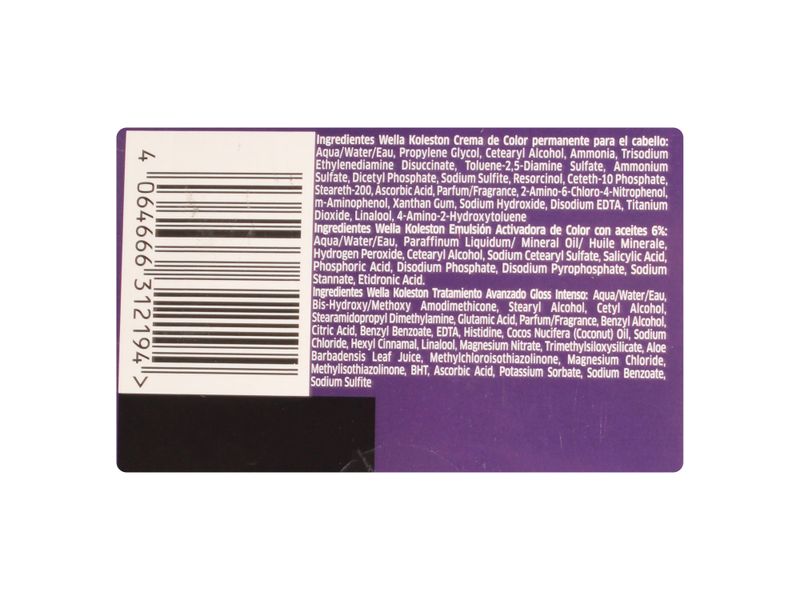 4 064666 312194 >
Ingredientes Wella Koleston Crema de Color permanente para el cabello:
Aqua/Water/Eau, Propylene Glycol, Cetearyl Alcohol, Ammonia, Trisodium
Ethylenediamine Disuccinate, Toluene-2,5-Diamine Sulfate, Ammonium
Sulfate, Dicetyl Phosphate, Sodium Sulfite, Resorcinol, Ceteth-10 Phosphate,
Steareth-200, Ascorbic Acid, Parfum/Fragrance, 2-Amino-6-Chloro-4-Nitrophenol,
m-Aminophenol, Xanthan Gum, Sodium Hydroxide, Disodium EDTA, Titanium
Dioxide, Linalool, 4-Amino-2-Hydroxytoluene
Ingredientes Wella Koleston Emulsión Activadora de Color con aceites 6%:
Aqua/Water/Eau, Paraffinum Liquidum/ Mineral Oil/ Huile Minerale,
Hydrogen Peroxide, Cetearyl Alcohol, Sodium Cetearyl Sulfate, Salicylic Acid,
Phosphoric Acid, Disodium Phosphate, Disodium Pyrophosphate, Sodium
Stannate, Etidronic Acid.
Ingredientes Wella Koleston Tratamiento Avanzado Gloss Intenso: Aqua/Water/Eau,
Bis-Hydroxy/Methoxy Amodimethicone, Stearyl Alcohol, Cetyl Alcohol,
Stearamidopropyl Dimethylamine, Glutamic Acid, Parfum/Fragrance, Benzyl Alcohol,
Citric Acid, Benzyl Benzoate, EDTA, Histidine, Cocos Nucifera (Coconut) Oil, Sodium
Chloride, Hexyl Cinnamal, Linalool, Magnesium Nitrate, Trimethylsiloxysilicate, Aloe
Barbadensis Leaf Juice, Methylchloroisothiazolinone, Magnesium Chloride,
Methylisothiazolinone, BHT, Ascorbic Acid, Potassium Sorbate, Sodium Benzoate,
Sodium Sulfite